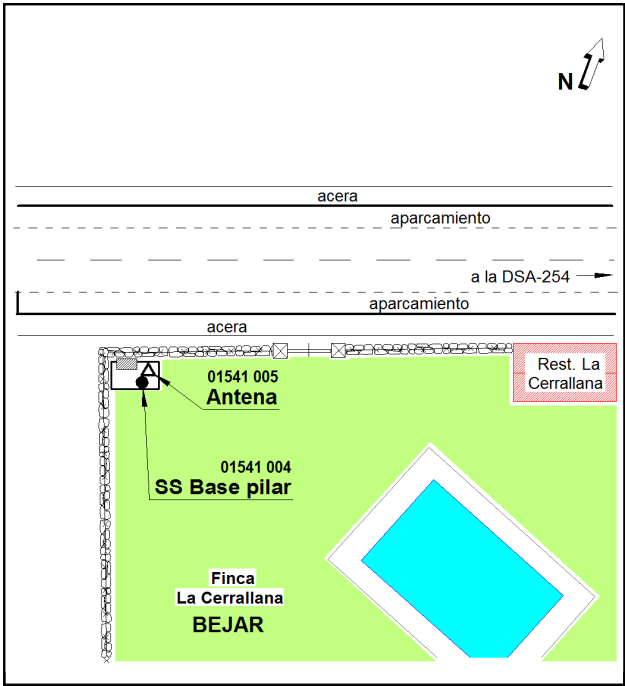 N
acera
aparcamiento
a la DSA-254
aparcamiento
acera
Rest. La
Cerrallana
01541 005
Antena
01541 004
SS Base pilar
Finca
La Cerrallana
BEJAR